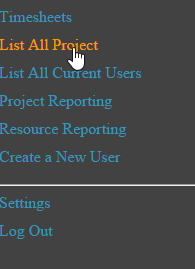 Timesheets
List All Project
List All Current Users
Project Reporting
Resource Reporting
Create a New User
Settings
Log Out